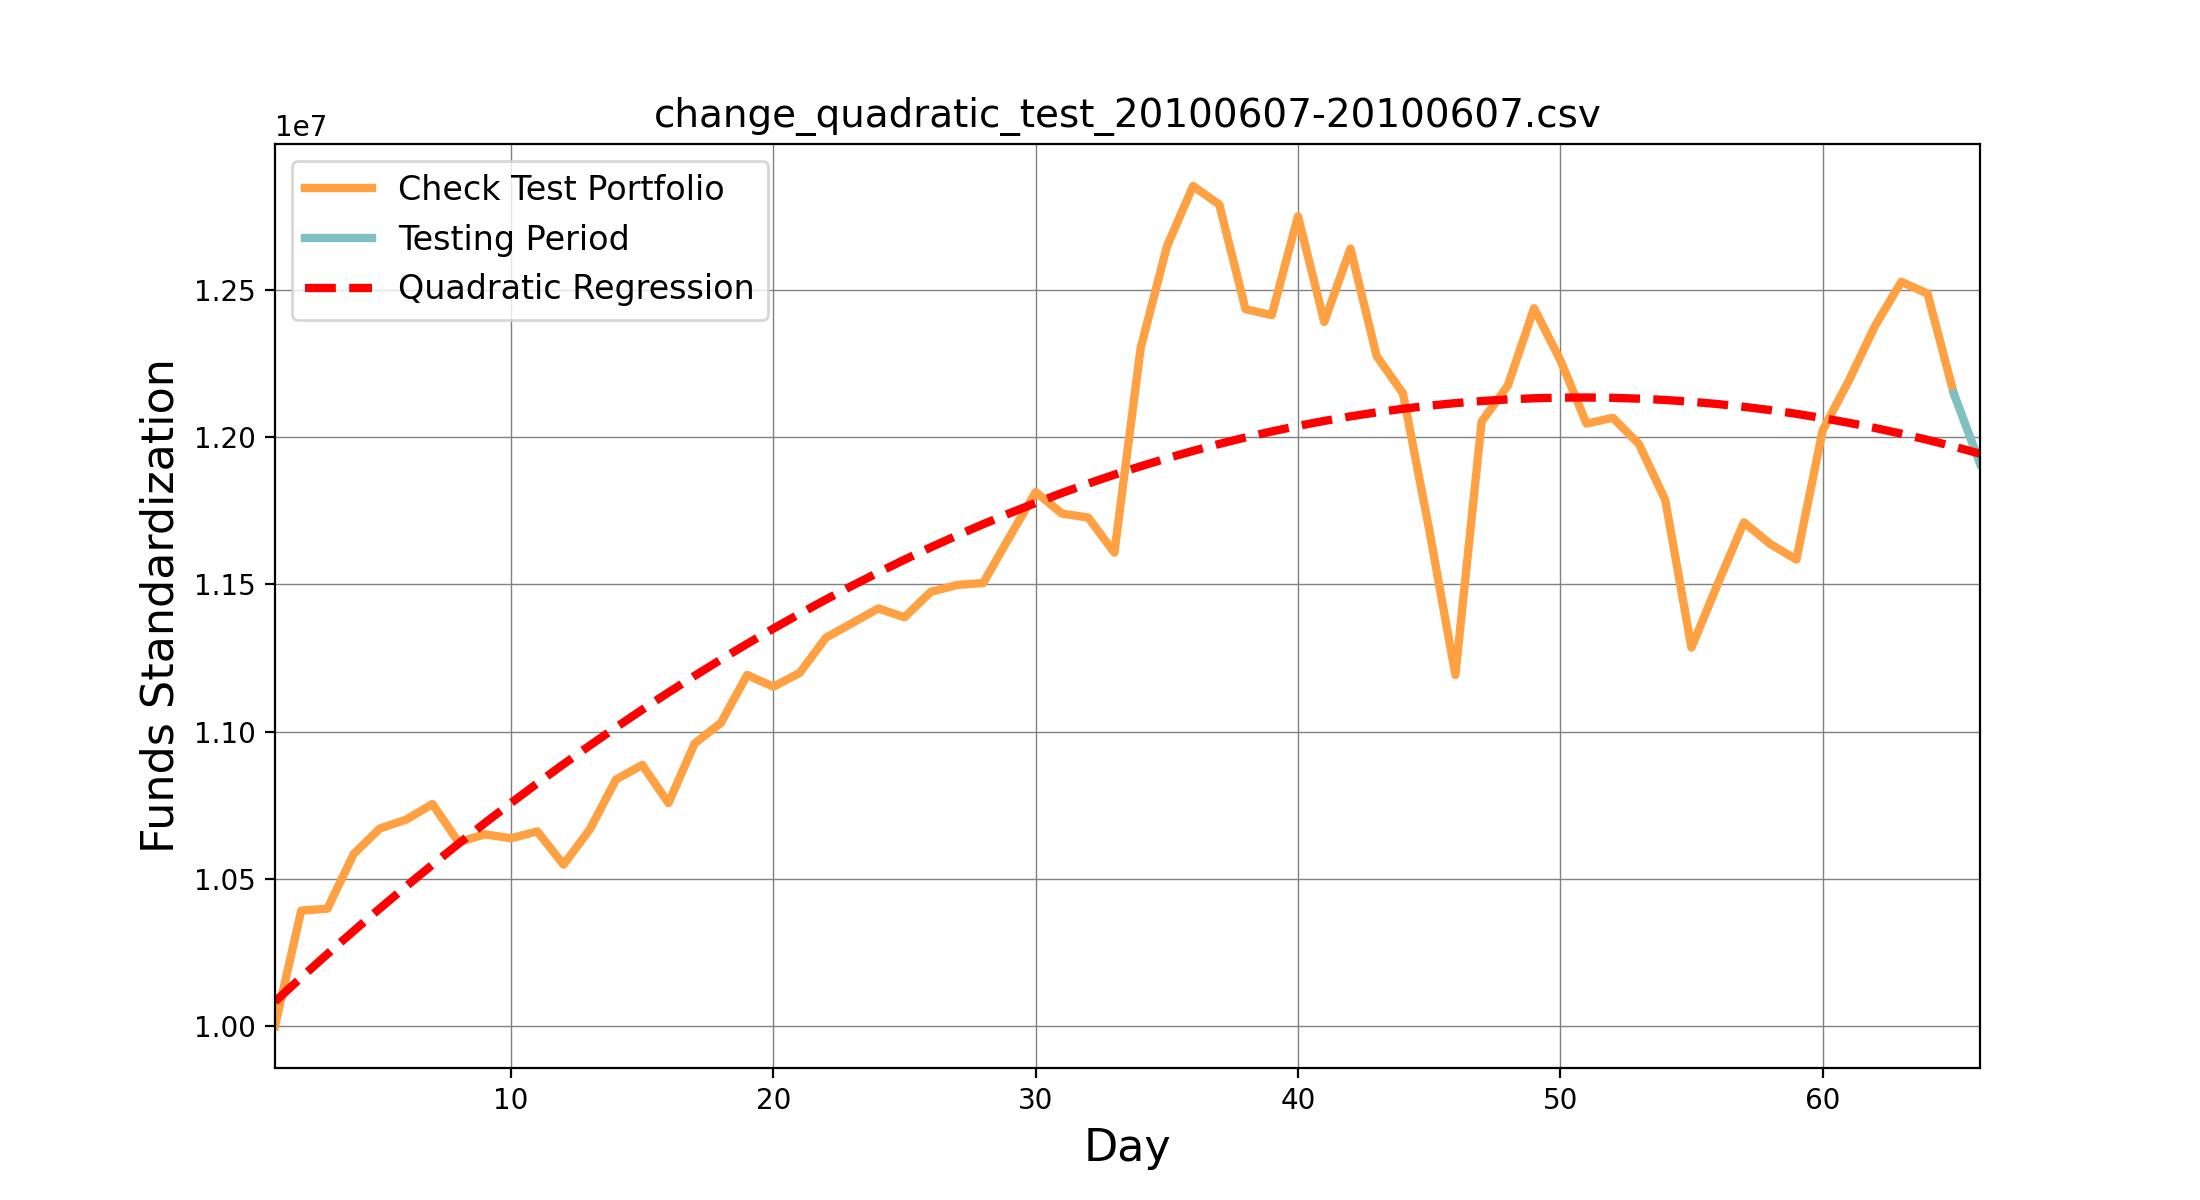 change_quadratic_test_20100607-20100607.csv
1e7
Check Test Portfolio
Testing Period
Quadratic Regression
Funds Standardization
1.25
1.20
1.15
1.10
1.05
1.00
10 20 30 40 50 60
Day